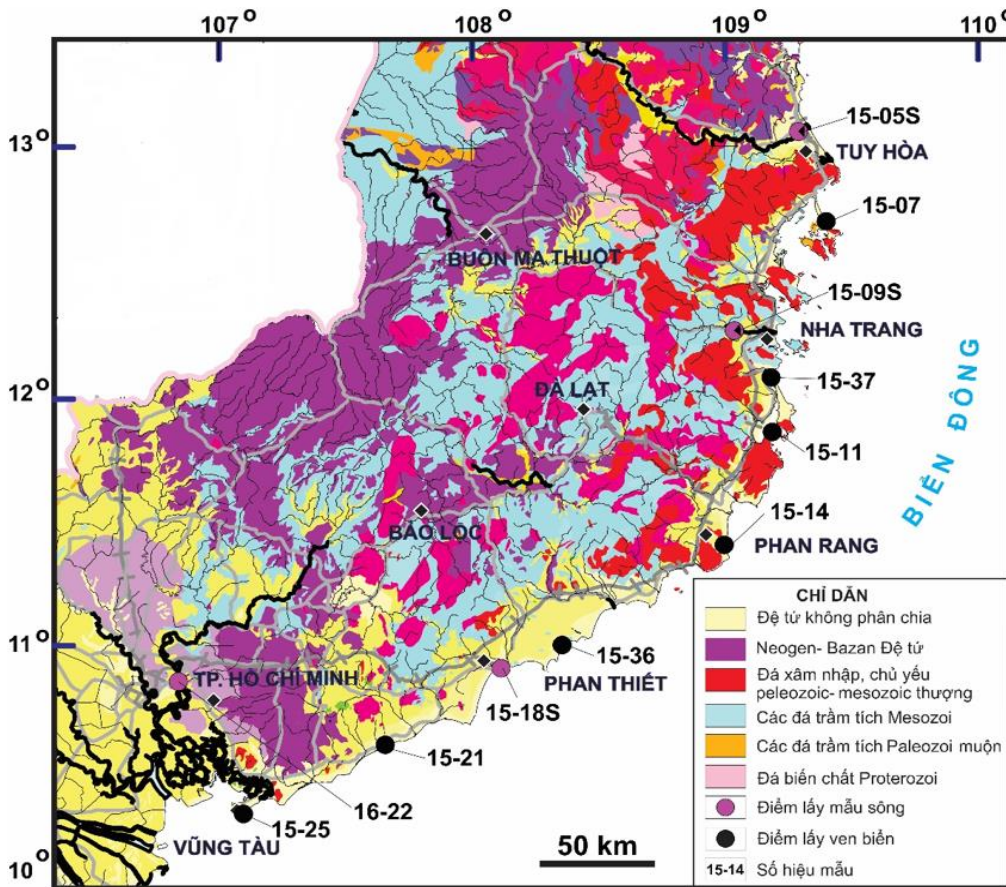 107 o
108 o
109 o
110 o
13 o
12 o
11 o
10 o
15-05S
TUY HÒA
15-07
BUÔN MA THUỘT
15-09S
NHA TRANG
15-37
ĐÀ LẠT
15-11
BIỂN ĐÔNG
15-14
BẢO LỘC
PHAN RANG
15-36
TP. HỒ CHÍ MINH
PHAN THIẾT
15-18S
15-21
16-22
15-25
VŨNG TÀU
50 km
CHỈ DẪN
Đệ tứ không phân chia
Neogen- Bazan Đệ tứ
Đá xâm nhập, chủ yếu
peleozoic- mesozoic thượng
Các đá trầm tích Mesozoi
Các đá trầm tích Paleozoi muộn
Đá biến chất Proterozoi
Điểm lấy mẫu sông
Điểm lấy ven biển
15-14 Số hiệu mẫu